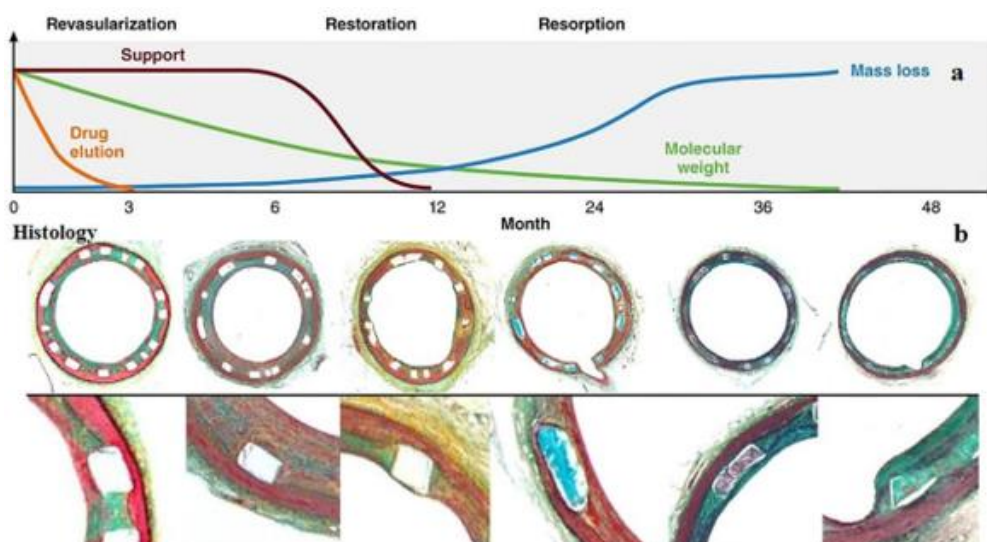 Revasularization Restoration Resorption
Support
Mass loss a
Drug
elution
Molecular
weight
0 3 6 12 24 36 48
Month
Histology b